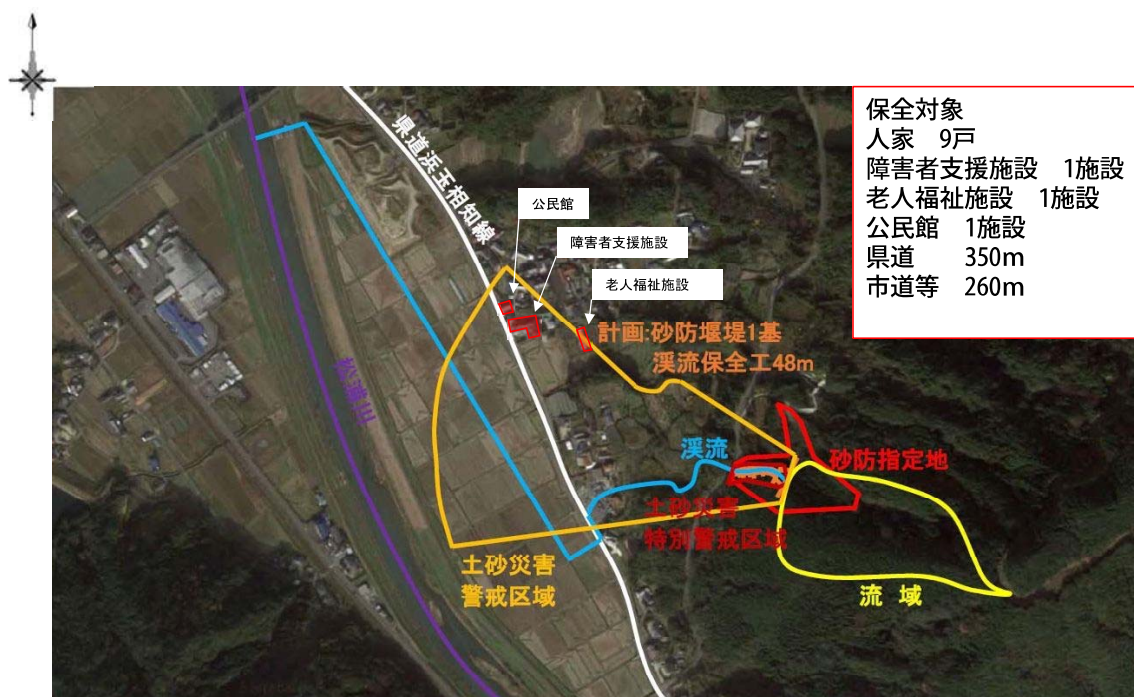 保全対象
人家　9戸
障害者支援施設　1施設
老人福祉施設　1施設
公民館　1施設
県道　　350m
市道等　260m
県道浜玉相知線
公民館
障害者支援施設
老人福祉施設
計画:砂防堰堤1基
渓流保全工48m
松浦川
渓流
砂防指定地
土砂災害
特別警戒区域
土砂災害
警戒区域
流 域